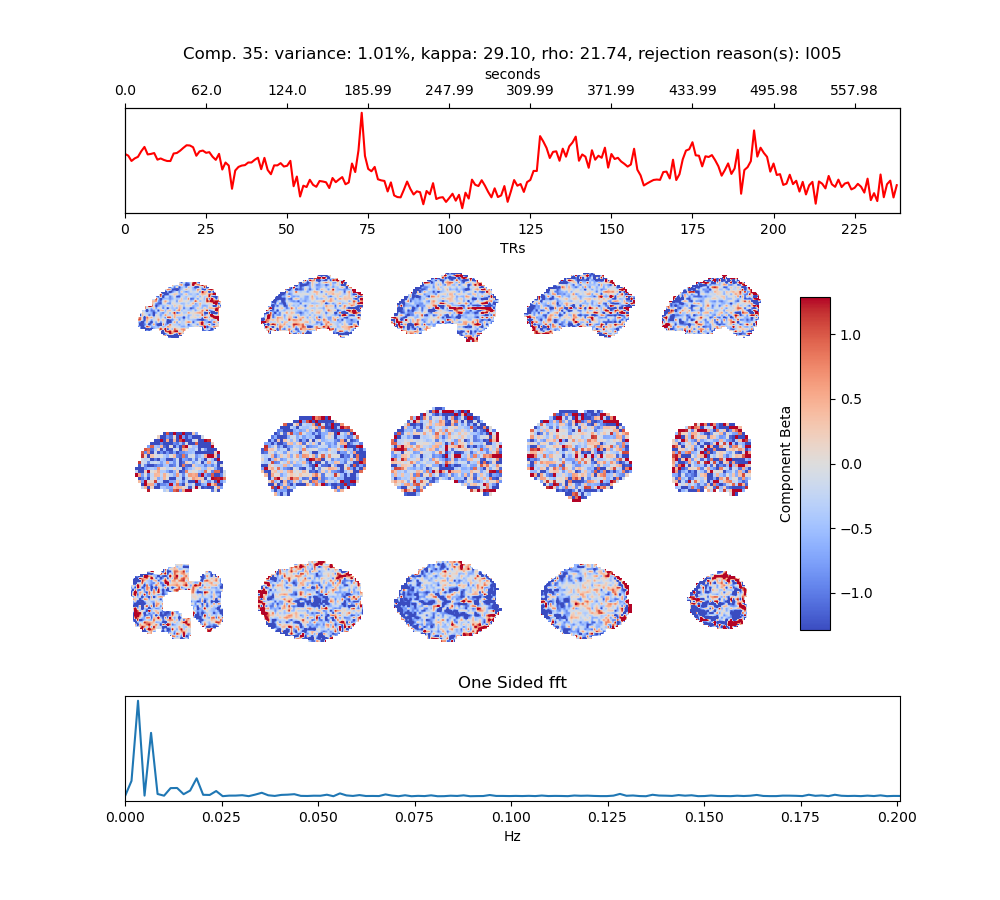 Comp. 35: variance: 1.01%, kappa: 29.10, rho: 21.74, rejection reason(s): I005
seconds
0.0 62.0 124.0 185.99 247.99 309.99 371.99 433.99 495.98 557.98
0 25 50 75 100 125 150 175 200 225
TRs
1.0
0.5
0.0
−0.5
−1.0
Component Beta
One Sided fft
0.000 0.025 0.050 0.075 0.100 0.125 0.150 0.175 0.200
Hz